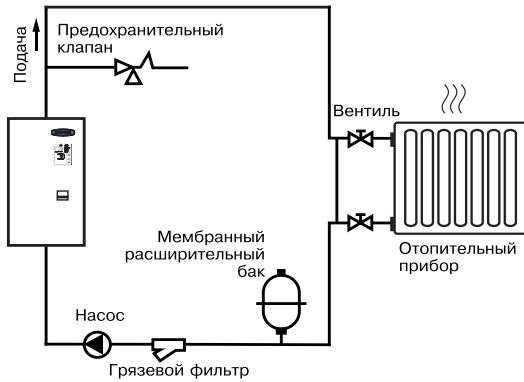 Подача
Предохранительный
клапан
Вентиль
Мембранный
расширительный
бак
Отопительный
прибор
Насос
Грязевой фильтр